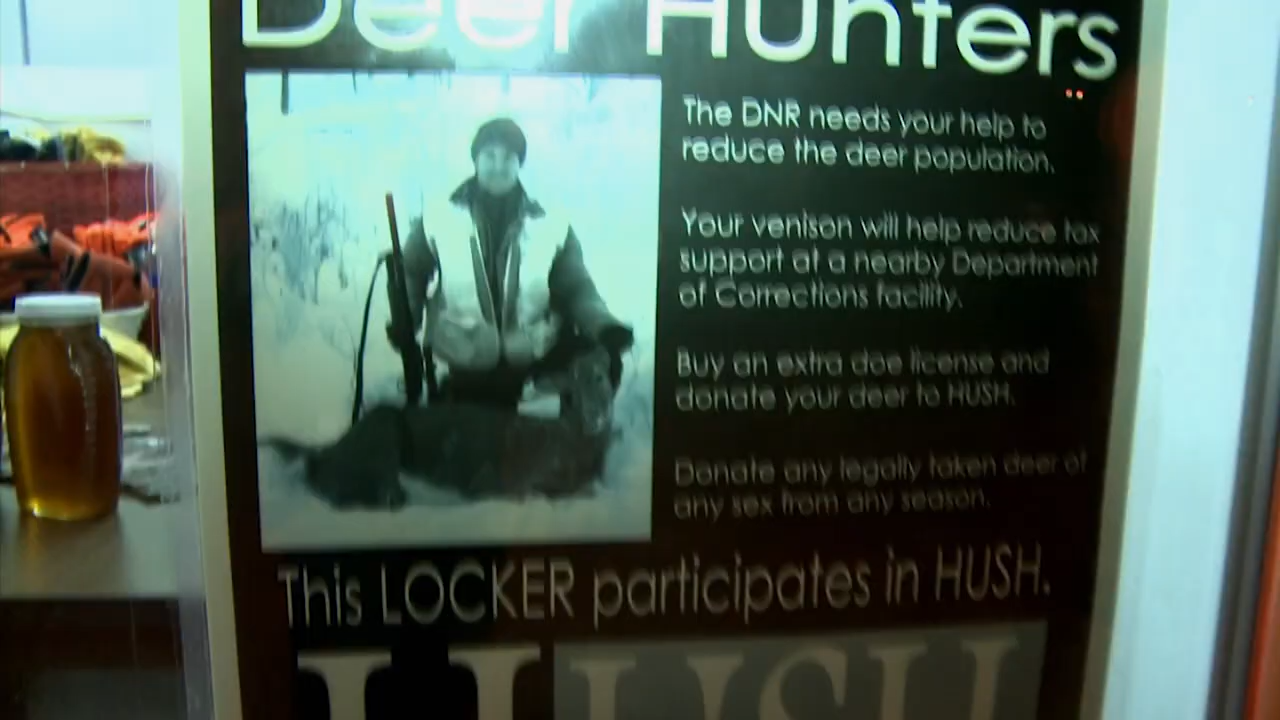 Deer Hunters
The DNR needs your help to
reduce the deer population.
Your venison will help reduce tax
support at a nearby Department
of Corrections facility.
Buy an extra doe license and
donate your deer to HUSH.
Donate any legally taken deer of
any sex from any season.
This LOCKER participates in HUSH.
HUSH